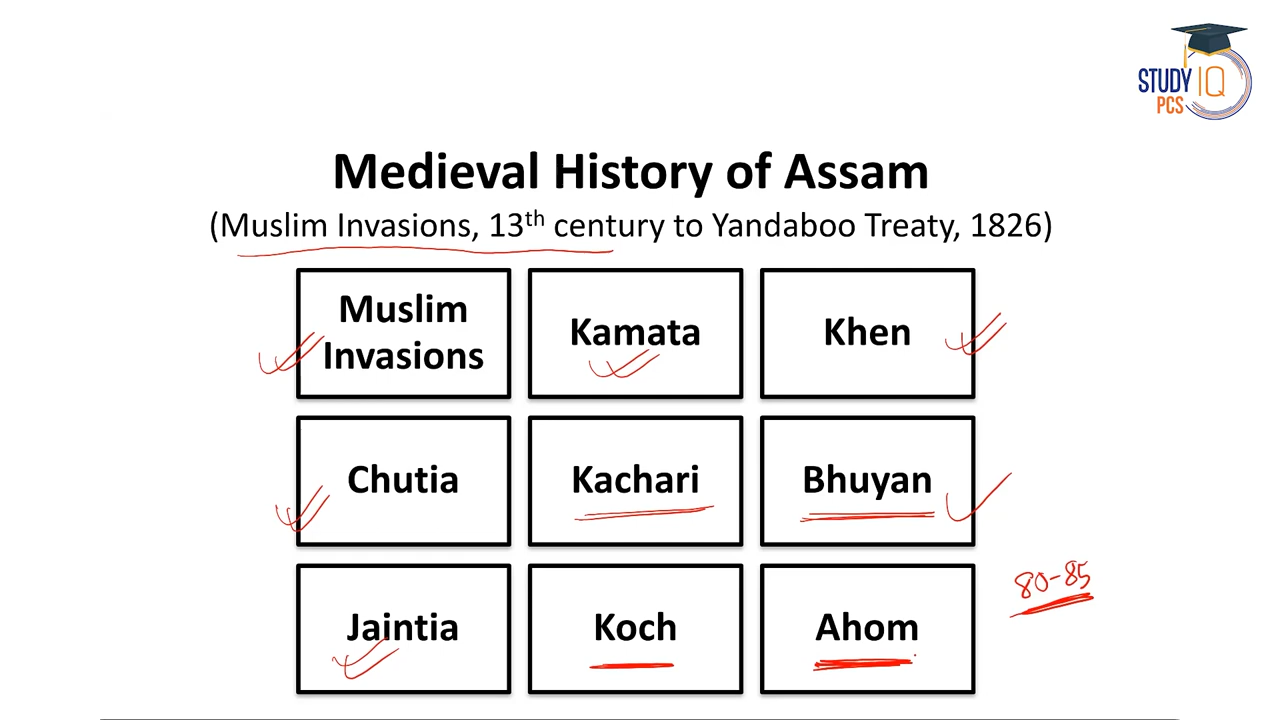 STUDY IQ
PCS
Medieval History of Assam
(Muslim Invasions, 13th century to Yandaboo Treaty, 1826)
Muslim
Invasions
Kamata
Khen
Chutia
Kachari
Bhuyan
Jaintia
Koch
Ahom
80-85